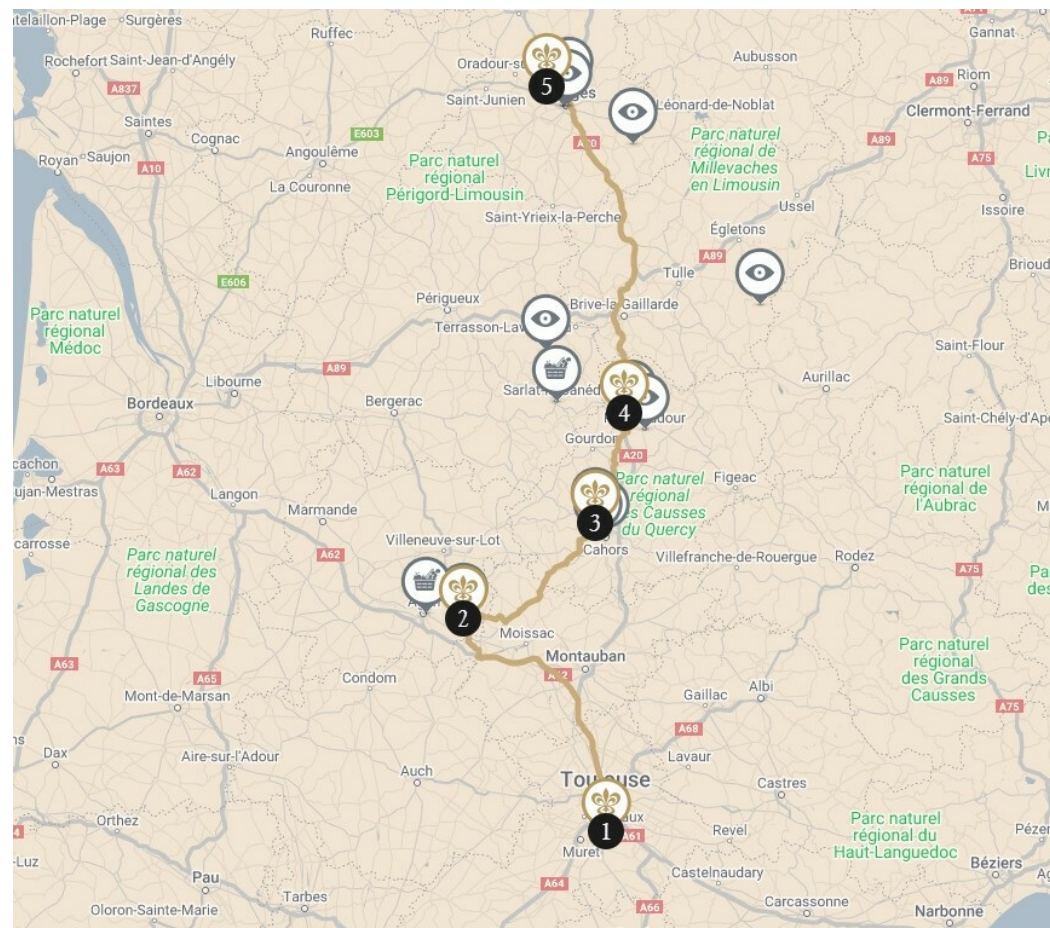 Surgères
Ruffec
Gannat
Rochefort
Saint-Jean-d'Angély
Aubusson
A837
A89
Riom
Saint-Junien
Léonard-de-Noblat
Clermont-Ferrand
5
Saintes
Cognac
E603
Angoulême
Parc naturel
régional de
Millevaches
en Limousin
A89
Royan
Saujon
A10
Parc naturel
régional
Périgord-Limousin
A75
La Couronne
Ussel
Issoire
Saint-Yrieix-la-Perche
Égletons
A89
Tulle
E606
Périgueux
Brive-la-Gaillarde
Parc naturel
régional
Médoc
Saint-Flour
A89
Libourne
Aurillac
Bordeaux
Bergerac
4
Gourdon
A20
A63
A62
Langon
Marmande
Parc naturel
régional
des Causses
du Quercy
Figeac
Parc naturel
régional de
l'Aubrac
3
Villeneuve-sur-Lot
Cahors
A62
Villefranche-de-Rouergue
Rodez
A75
Parc naturel
régional des
Landes de
Gascogne
2
Moissac
Montauban
A63
A65
Condom
Parc naturel
régional
des Grands
Causses
Mont-de-Marsan
Gaillac
Albi
A75
A68
Dax
Aire-sur-l'Adour
Lavaur
Auch
Toulouse
Castres
1
A61
Orthez
Revel
Parc naturel
régional du
Haut-Languedoc
Muret
Béziers
Pau
Castelnaudary
A64
Tarbes
Carcassonne
A66
Oloron-Sainte-Marie
Narbonne